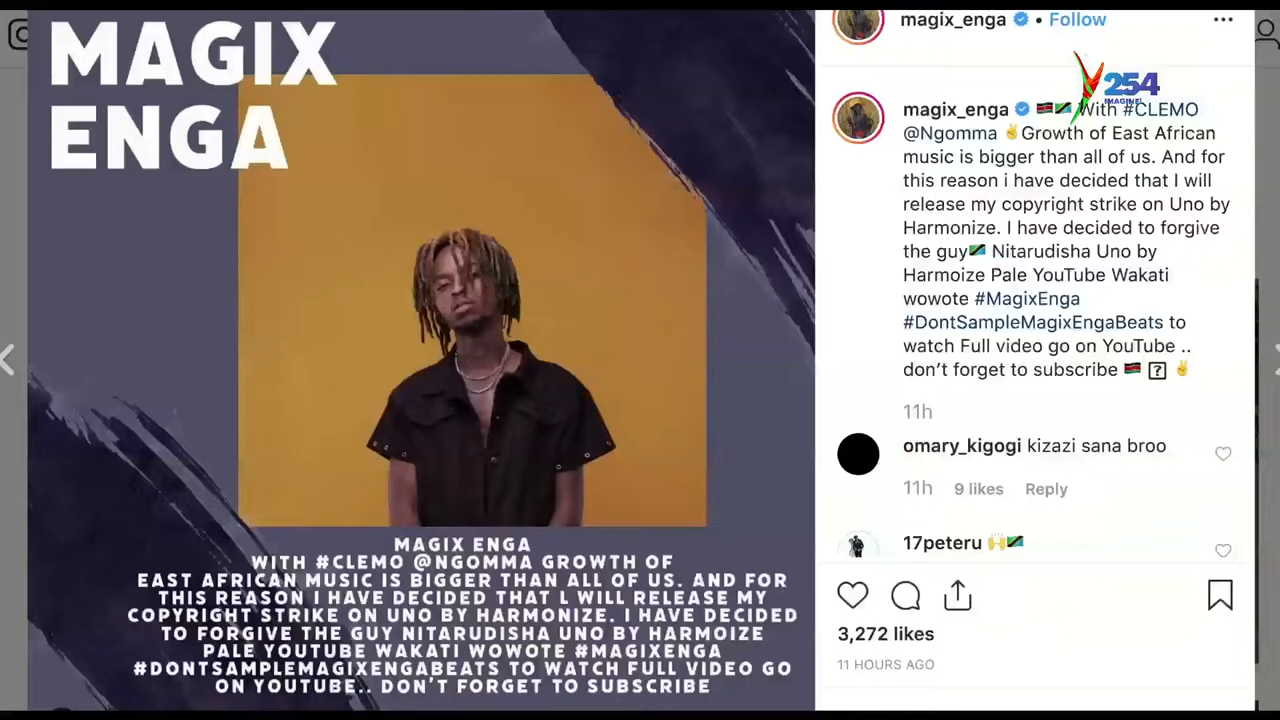 MAGIX
ENGA
MAGIX ENGA
WITH #CLEMO @NGOMMA GROWTH OF
EAST AFRICAN MUSIC IS BIGGER THAN ALL OF US. AND FOR
THIS REASON I HAVE DECIDED THAT L WILL RELEASE MY
COPYRIGHT STRIKE ON UNO BY HARMONIZE. I HAVE DECIDED
TO FORGIVE THE GUY NITARUDISHA UNO BY HARMOIZE
PALE YOUTUBE WAKATI WOWOTE #MAGIXENGA
#DONTSAMPLEMAGIXENGABEATS TO WATCH FULL VIDEO GO
ON YOUTUBE.. DON'T FORGET TO SUBSCRIBE
magix_enga • Follow
Y254
IMAGINE!
magix_enga 🇰🇪🇹🇿 With #CLEMO
@Ngomma ✌Growth of East African
music is bigger than all of us. And for
this reason i have decided that I will
release my copyright strike on Uno by
Harmonize. I have decided to forgive
the guy🇹🇿 Nitarudisha Uno by
Harmoize Pale YouTube Wakati
wowote #MagixEnga
#DontSampleMagixEngaBeats to
watch Full video go on YouTube ..
don't forget to subscribe 🇰🇪 ? ✌
11h
omary_kigogi kizazi sana broo
11h 9 likes Reply
17peteru 🙌🇹🇿
3,272 likes
11 HOURS AGO